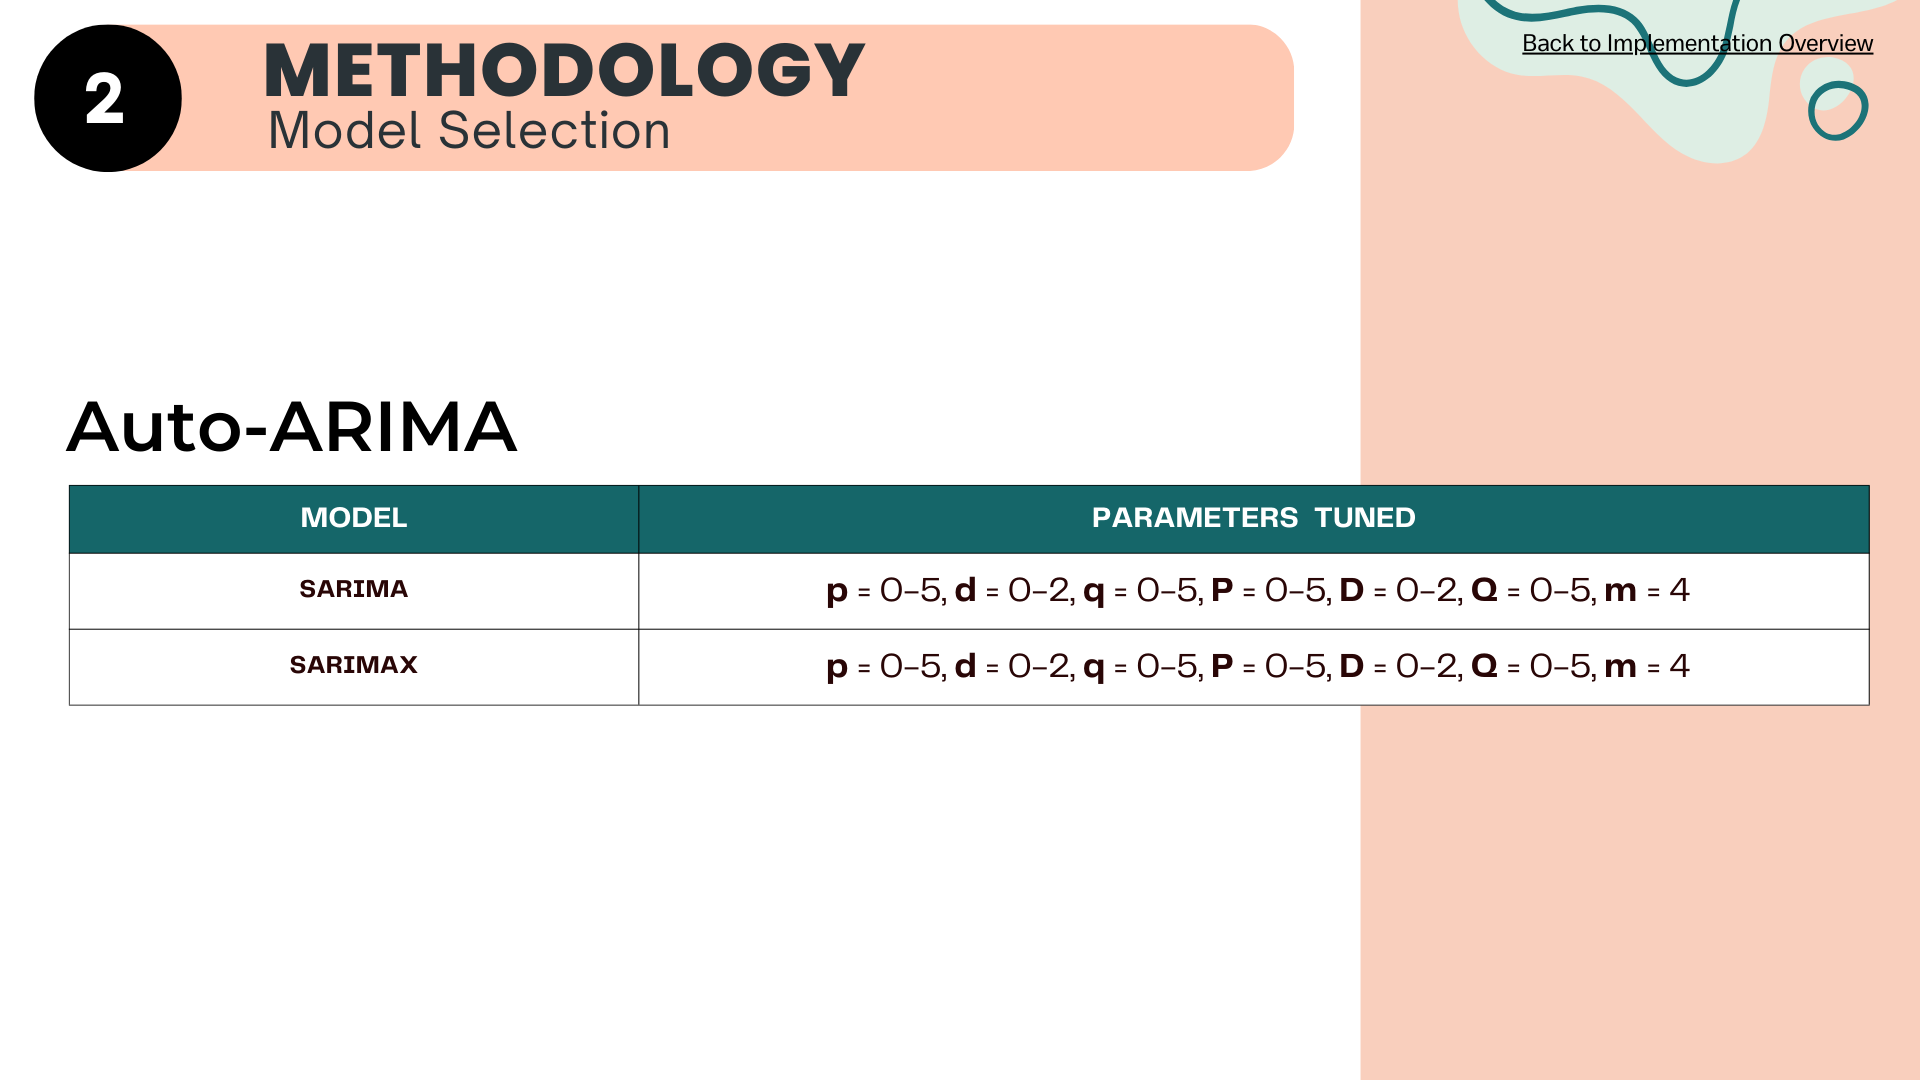 2
METHODOLOGY
Model Selection
Back to Implementation Overview
Auto-ARIMA
MODEL PARAMETERS TUNED
SARIMA p = 0-5, d = 0-2, q = 0-5, P = 0-5, D = 0-2, Q = 0-5, m = 4
SARIMAX p = 0-5, d = 0-2, q = 0-5, P = 0-5, D = 0-2, Q = 0-5, m = 4